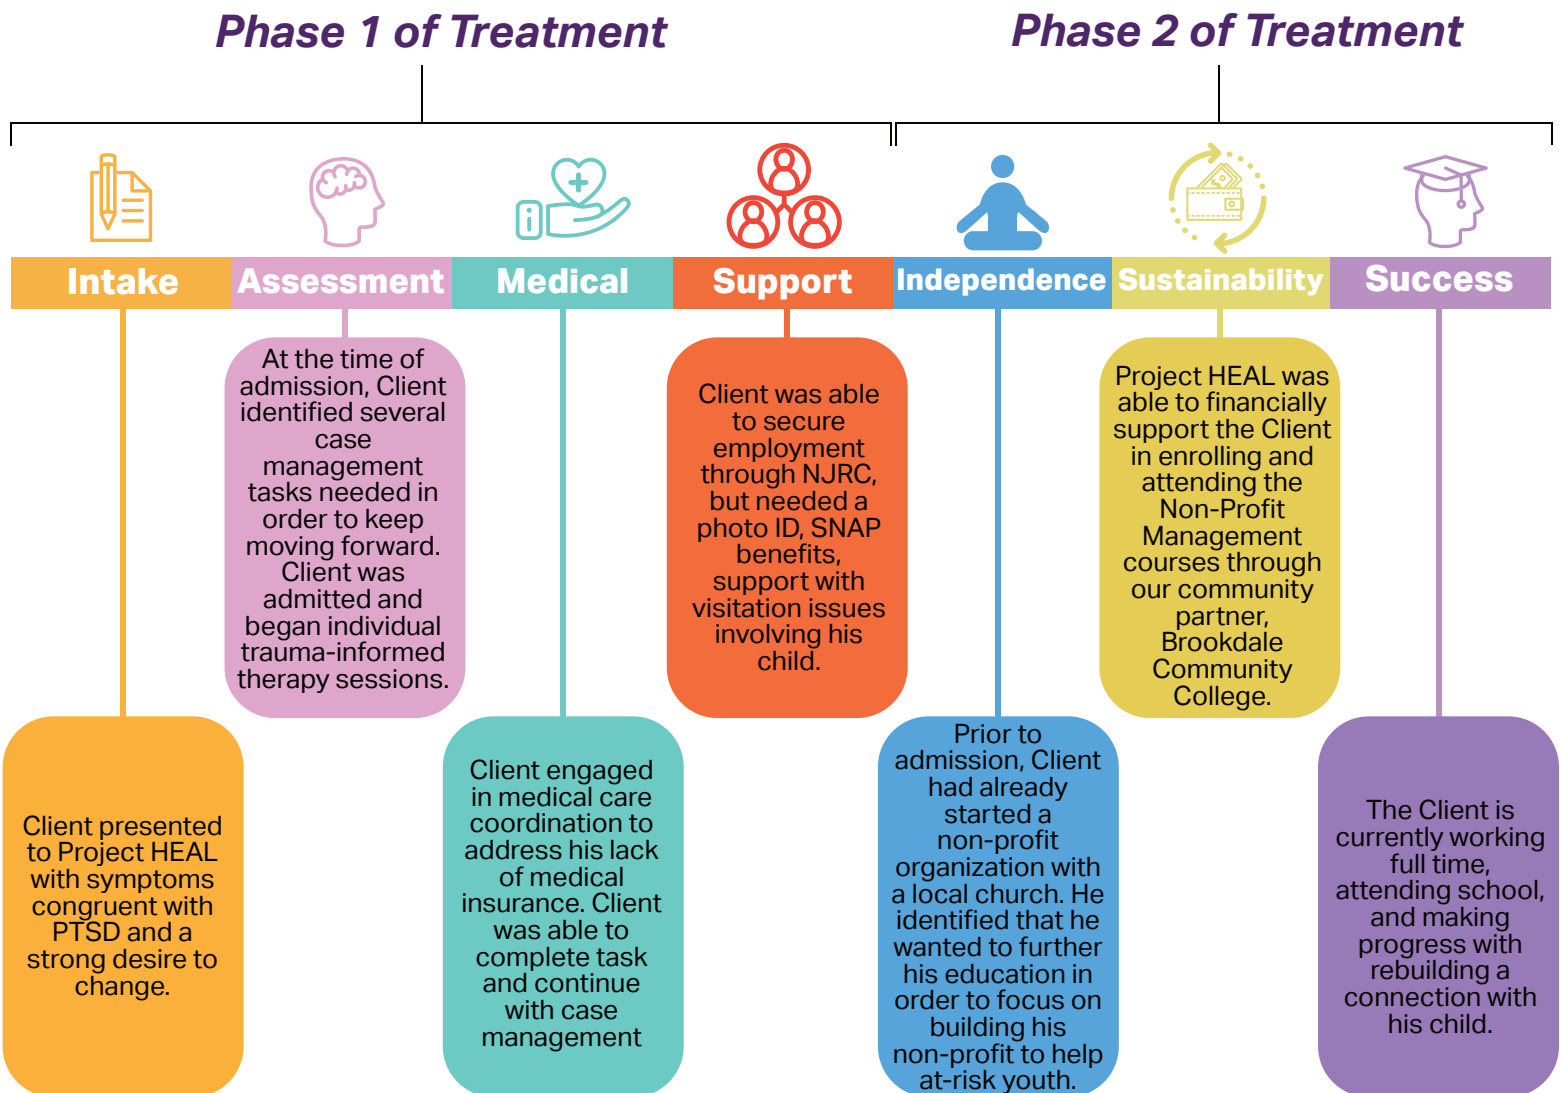 Phase 1 of Treatment
Phase 2 of Treatment
Intake
Assessment
Medical
Support
Independence
Sustainability
Success
Client presented
to Project HEAL
with symptoms
congruent with
PTSD and a
strong desire to
change.
At the time of
admission, Client
identified several
case
management
tasks needed in
order to keep
moving forward.
Client was
admitted and
began individual
trauma-informed
therapy sessions.
Client engaged
in medical care
coordination to
address his lack
of medical
insurance. Client
was able to
complete task
and continue
with case
management
Client was able
to secure
employment
through NJRC,
but needed a
photo ID, SNAP
benefits,
support with
visitation issues
involving his
child.
Prior to
admission, Client
had already
started a
non-profit
organization with
a local church. He
identified that he
wanted to further
his education in
order to focus on
building his
non-profit to help
at-risk youth.
Project HEAL was
able to financially
support the Client
in enrolling and
attending the
Non-Profit
Management
courses through
our community
partner,
Brookdale
Community
College.
The Client is
currently working
full time,
attending school,
and making
progress with
rebuilding a
connection with
his child.